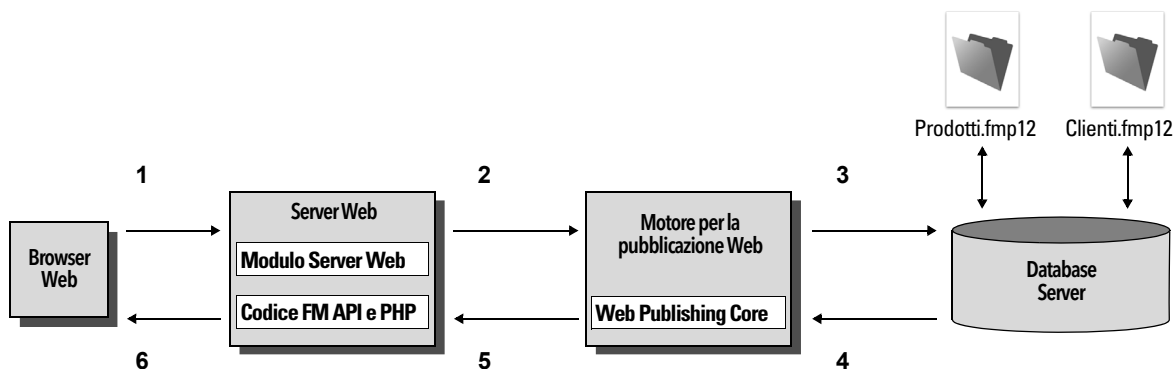 Prodotti.fmp12
Clienti.fmp12
1
2
3
Browser
Web
Server Web
Modulo Server Web
Codice FM API e PHP
Motore per la
pubblicazione Web
Web Publishing Core
Database
Server
6
5
4